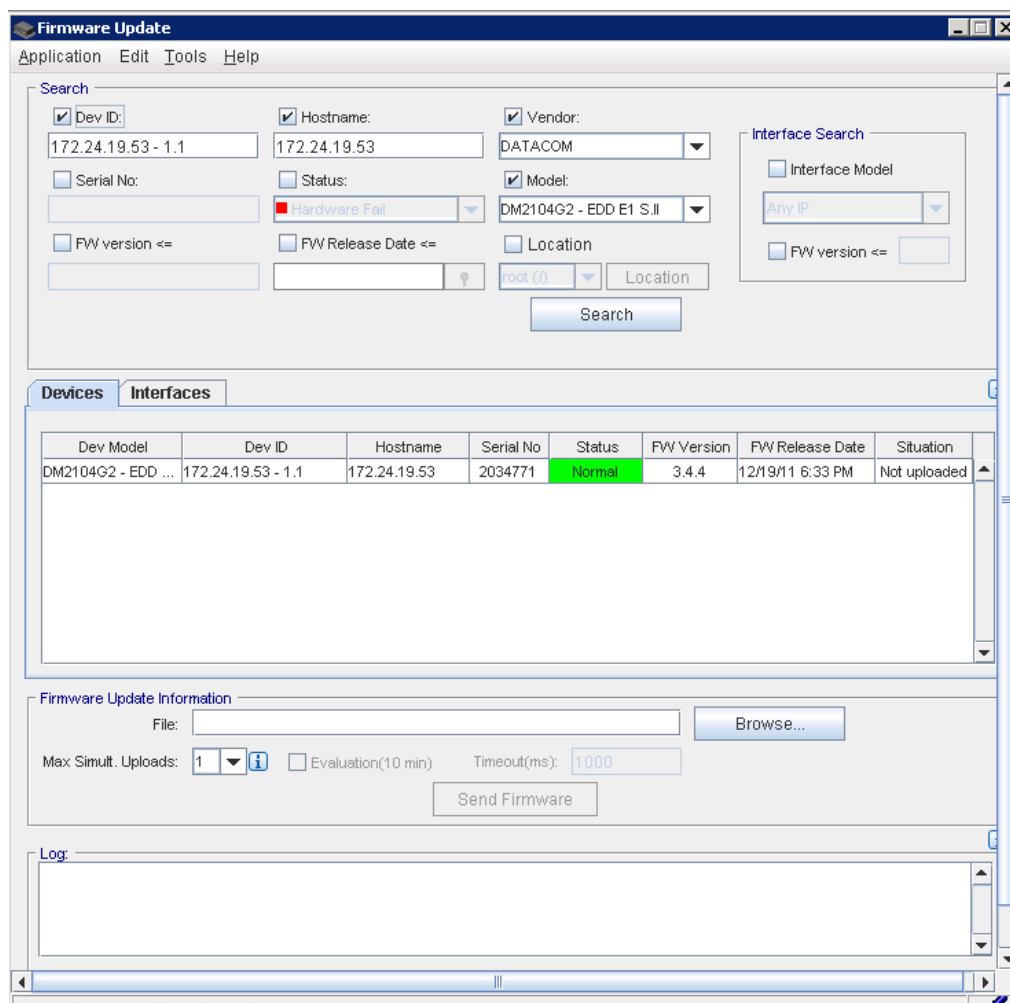 Firmware Update
Application Edit Tools Help
Search
Dev ID: Hostname: Vendor:
Interface Search
172.24.19.53 - 1.1 172.24.19.53 DATACOM
Interface Model
Serial No: Status: Model:
Hardware Fail DM2104G2 - EDD E1 S.II Any IP
FW version <= FW Release Date <= Location FW version <=
root (/) Location
Search
Devices Interfaces
Dev Model Dev ID Hostname Serial No Status FW Version FW Release Date Situation
DM2104G2 - EDD ... 172.24.19.53 - 1.1 172.24.19.53 2034771 Normal 3.4.4 12/19/11 6:33 PM Not uploaded
Firmware Update Information
File: Browse...
Max Simult. Uploads: 1 Evaluation(10 min) Timeout(ms): 1000
Send Firmware
Log: